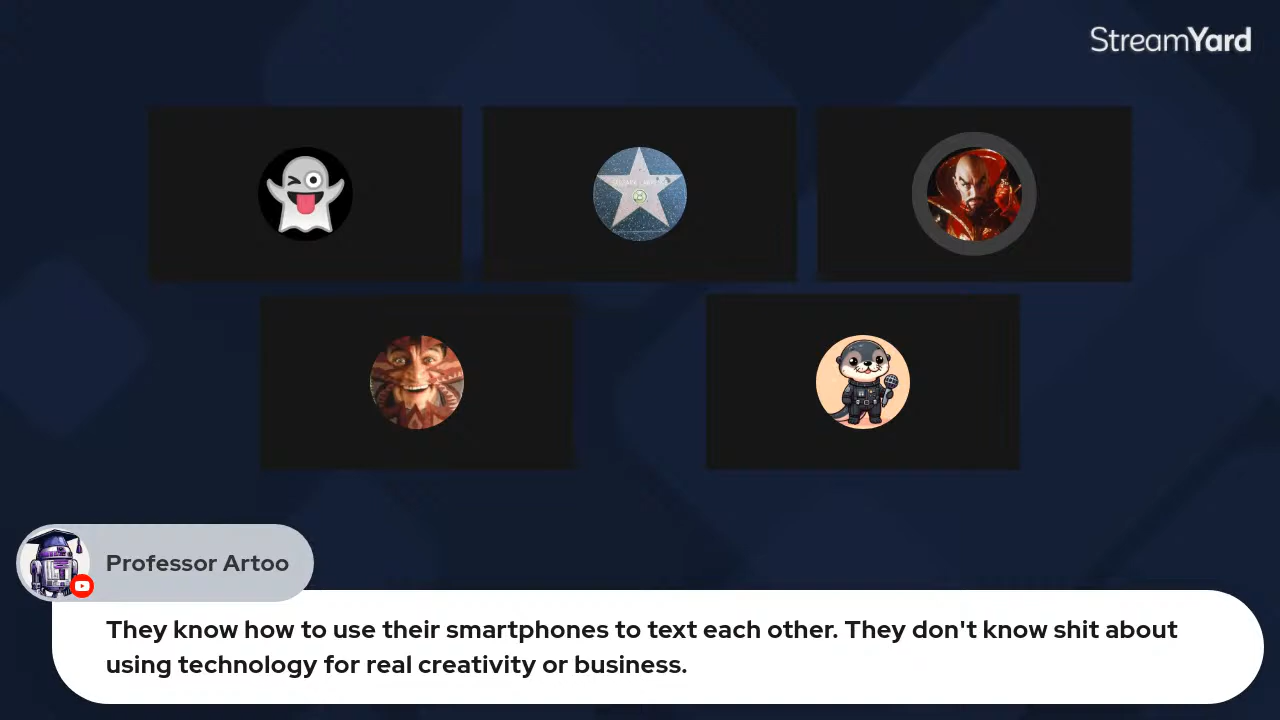 StreamYard
Professor Artoo
They know how to use their smartphones to text each other. They don't know shit about
using technology for real creativity or business.